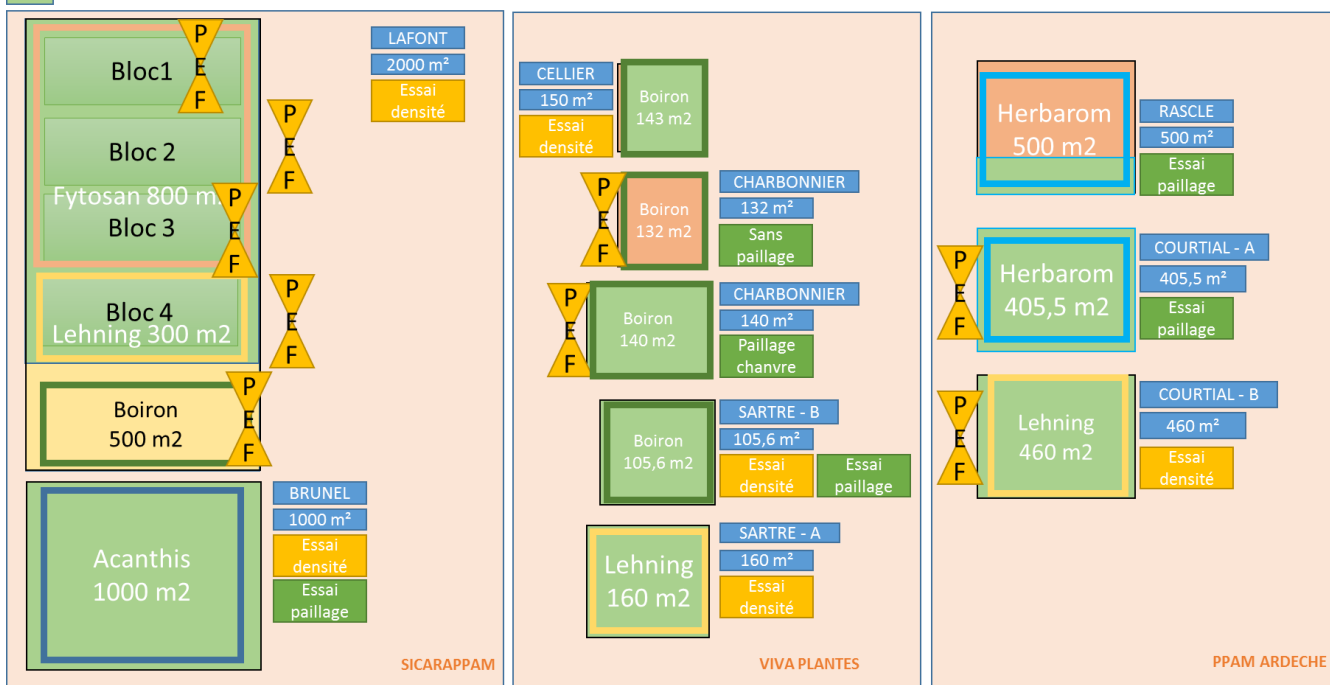 Bloc1
P
E
F
Bloc 2
P
E
F
Fytosan 800 m
Bloc 3
P
E
F
Bloc 4
Lehning 300 m2
P
E
F
Boiron
500 m2
P
E
F
LAFONT
2000 m²
Essai
densité
Acanthis
1000 m2
BRUNEL
1000 m²
Essai
densité
Essai
paillage
SICARAPPAM
CELLIER
150 m²
Essai
densité
Boiron
143 m2
P
E
F
Boiron
132 m2
CHARBONNIER
132 m²
Sans
paillage
P
E
F
Boiron
140 m2
CHARBONNIER
140 m²
Paillage
chanvre
Boiron
105,6 m2
SARTRE - B
105,6 m²
Essai
densité
Essai
paillage
Lehning
160 m2
SARTRE - A
160 m²
Essai
densité
VIVA PLANTES
Herbarom
500 m2
RASCLE
500 m²
Essai
paillage
P
E
F
Herbarom
405,5 m2
COURTIAL - A
405,5 m²
Essai
paillage
P
E
F
Lehning
460 m2
COURTIAL - B
460 m²
Essai
densité
PPAM ARDECHE